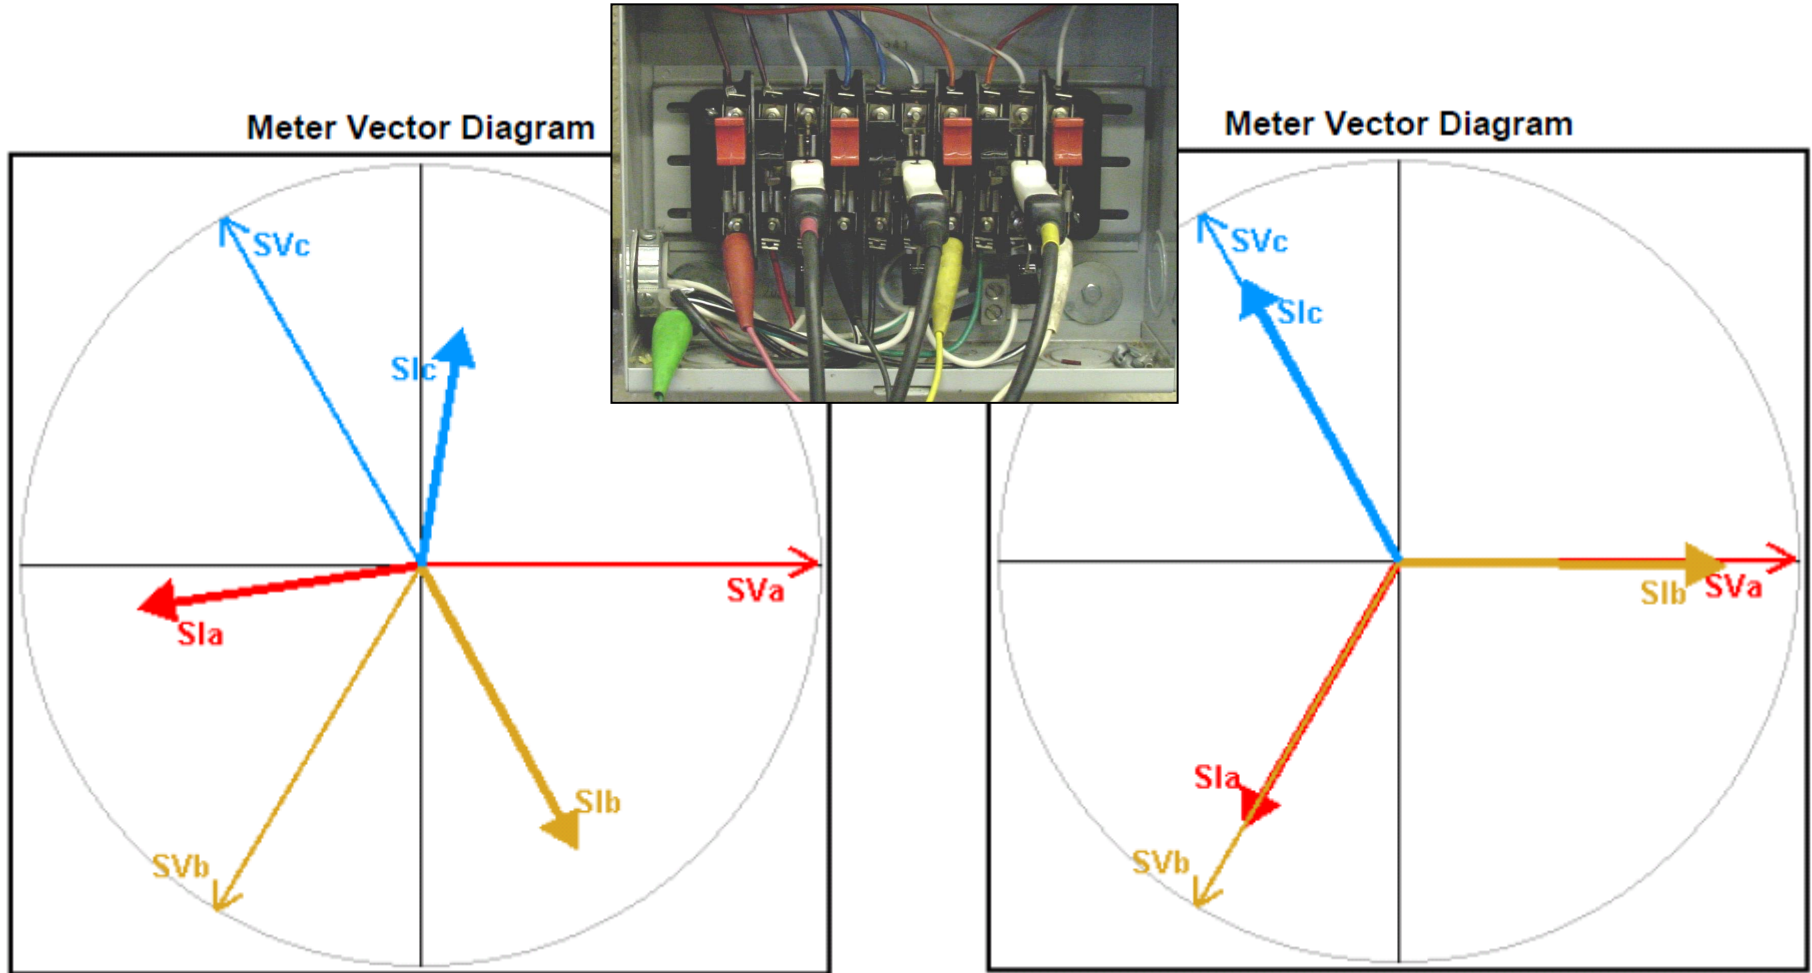 Meter Vector Diagram
SVc
SIc
SVa
SIa
SIb
SVb
Meter Vector Diagram
SVc
SIc
SIb
SVa
SIa
SVb